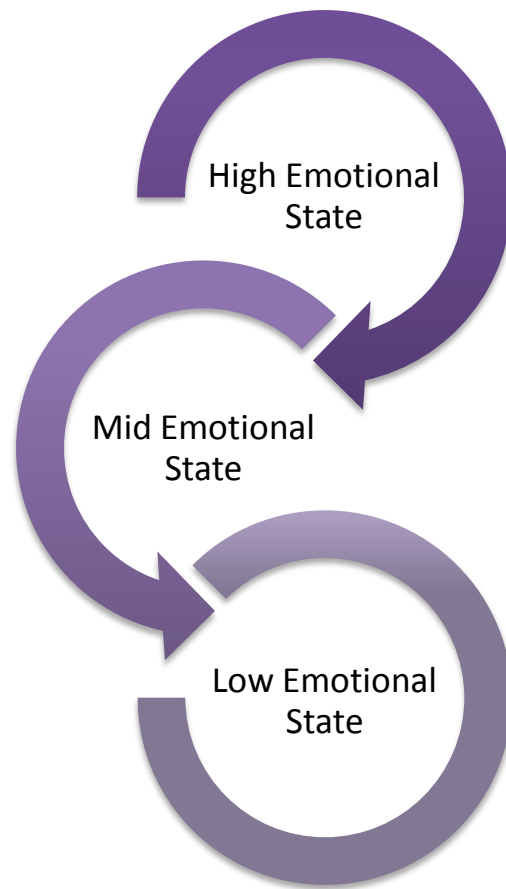 High Emotional
State
Mid Emotional
State
Low Emotional
State